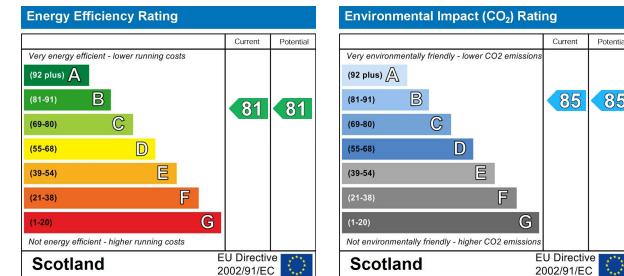 Energy Efficiency Rating
Current Potential
Very energy efficient - lower running costs
(92 plus) A
(81-91) B
81 81
(69-80) C
(55-68) D
(39-54) E
(21-38) F
(1-20) G
Not energy efficient - higher running costs
Scotland
EU Directive
2002/91/EC
Environmental Impact (CO₂) Rating
Current Potential
Very environmentally friendly - lower CO2 emissions
(92 plus) A
(81-91) B
85 85
(69-80) C
(55-68) D
(39-54) E
(21-38) F
(1-20) G
Not environmentally friendly - higher CO2 emissions
Scotland
EU Directive
2002/91/EC